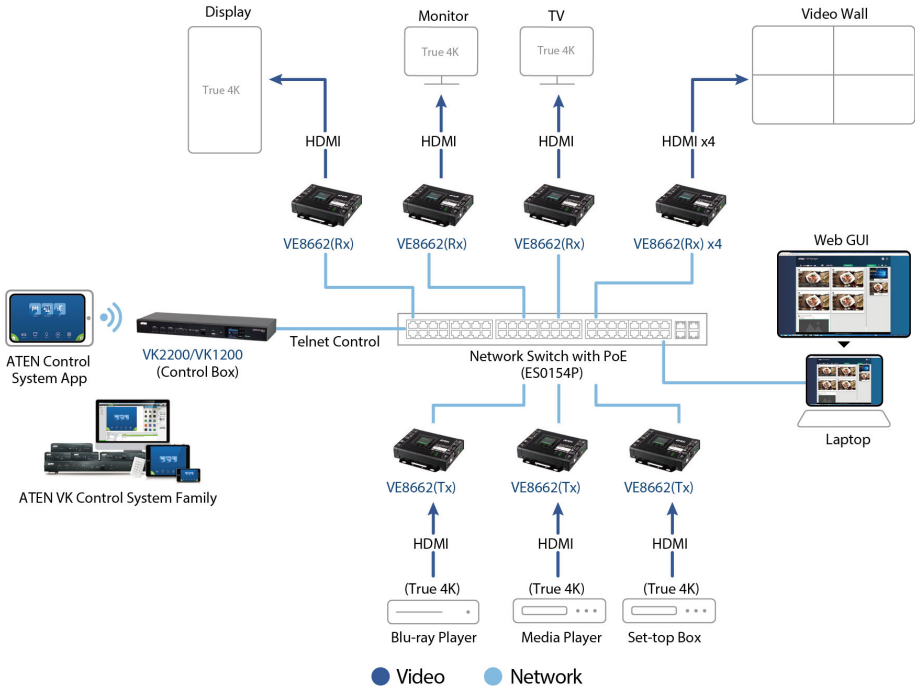 Display
Monitor
TV
Video Wall
True 4K
True 4K
True 4K
HDMI
HDMI
HDMI
HDMI x4
VE8662(Rx)
VE8662(Rx)
VE8662(Rx)
VE8662(Rx) x4
Web GUI
ATEN Control
System App
VK2200/VK1200
(Control Box)
Telnet Control
Network Switch with PoE
(ES0154P)
Laptop
ATEN VK Control System Family
VE8662(Tx)
VE8662(Tx)
VE8662(Tx)
HDMI
HDMI
HDMI
(True 4K)
(True 4K)
(True 4K)
Blu-ray Player
Media Player
Set-top Box
Video
Network